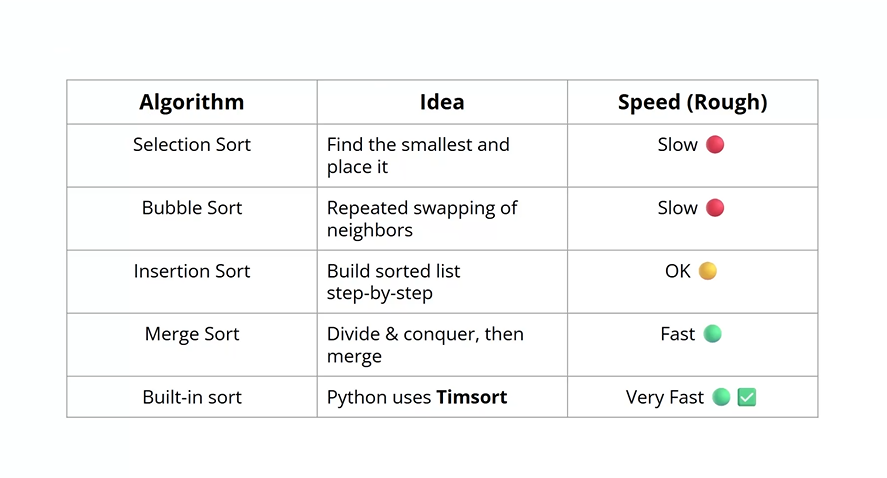 Algorithm Idea Speed (Rough)
Selection Sort Find the smallest and Slow 🔴
place it
Bubble Sort Repeated swapping of Slow 🔴
neighbors
Insertion Sort Build sorted list OK 🟡
step-by-step
Merge Sort Divide & conquer, then Fast 🟢
merge
Built-in sort Python uses Timsort Very Fast 🟢 ✅